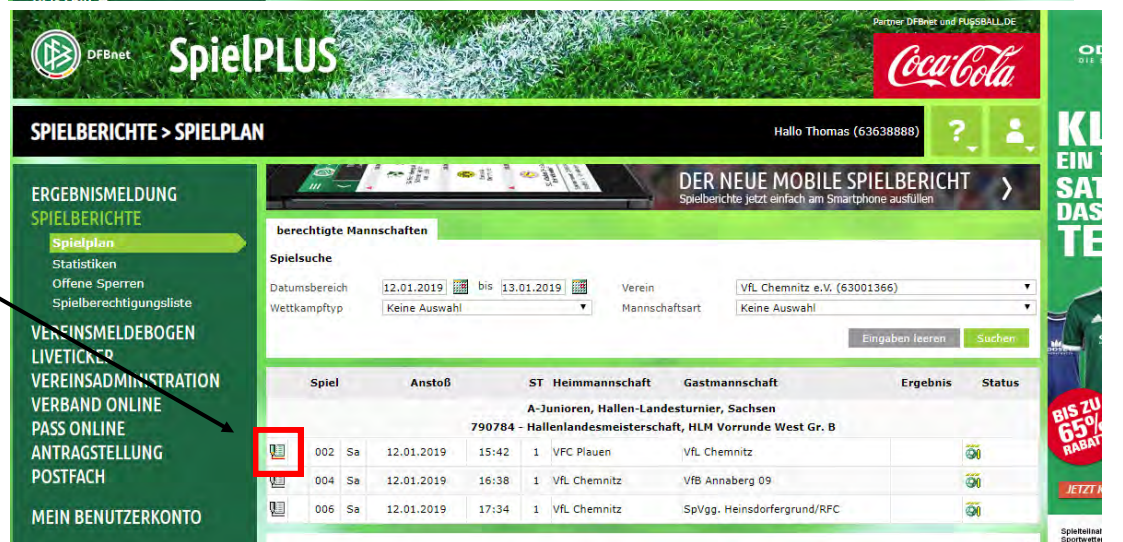 Partner DFBnet und FUSSBALL.DE
DFBnet SpielPLUS
Coca-Cola
SPIELBERICHTE > SPIELPLAN
Hallo Thomas (63638888)
?
DER NEUE MOBILE SPIELBERICHT
Spielberichte jetzt einfach am Smartphone ausfüllen
ERGEBNISMELDUNG
SPIELBERICHTE
Spielplan
Statistiken
Offene Sperren
Spielberechtigungsliste
VEREINSMELDEBOGEN
LIVETICKER
VEREINSADMINISTRATION
VERBAND ONLINE
PASS ONLINE
ANTRAGSTELLUNG
POSTFACH
MEIN BENUTZERKONTO
berechtigte Mannschaften
Spielsuche
Datumsbereich 12.01.2019 bis 13.01.2019 Verein VfL Chemnitz e.V. (63001366)
Wettkampftyp Keine Auswahl Mannschaftsart Keine Auswahl
Eingaben leeren Suchen
Spiel Anstoß ST Heimmannschaft Gastmannschaft Ergebnis Status
A-Junioren, Hallen-Landesturnier, Sachsen
790784 - Hallenlandesmeisterschaft, HLM Vorrunde West Gr. B
002 Sa 12.01.2019 15:42 1 VFC Plauen VfL Chemnitz
004 Sa 12.01.2019 16:38 1 VfL Chemnitz VfB Annaberg 09
006 Sa 12.01.2019 17:34 1 VfL Chemnitz SpVgg. Heinsdorfergrund/RFC
OD
DIE
KL
EIN
SAT
DAS
TE
BIS ZU
65%
RABATT
JETZT
Spielteilnah
Sportwetten